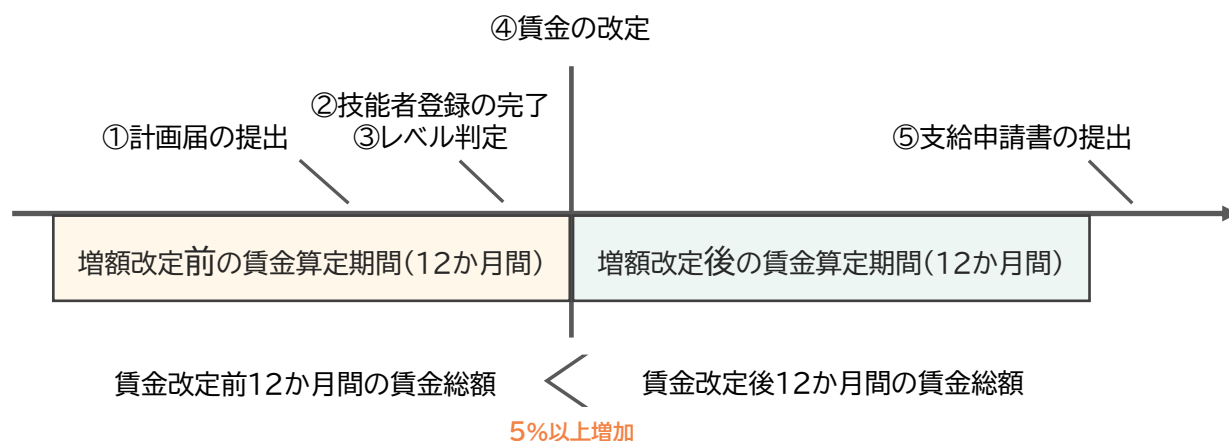 ④賃金の改定
②技能者登録の完了
①計画届の提出
③レベル判定
⑤支給申請書の提出
増額改定前の賃金算定期間(12か月間)
増額改定後の賃金算定期間(12か月間)
賃金改定前12か月間の賃金総額
賃金改定後12か月間の賃金総額
5%以上増加